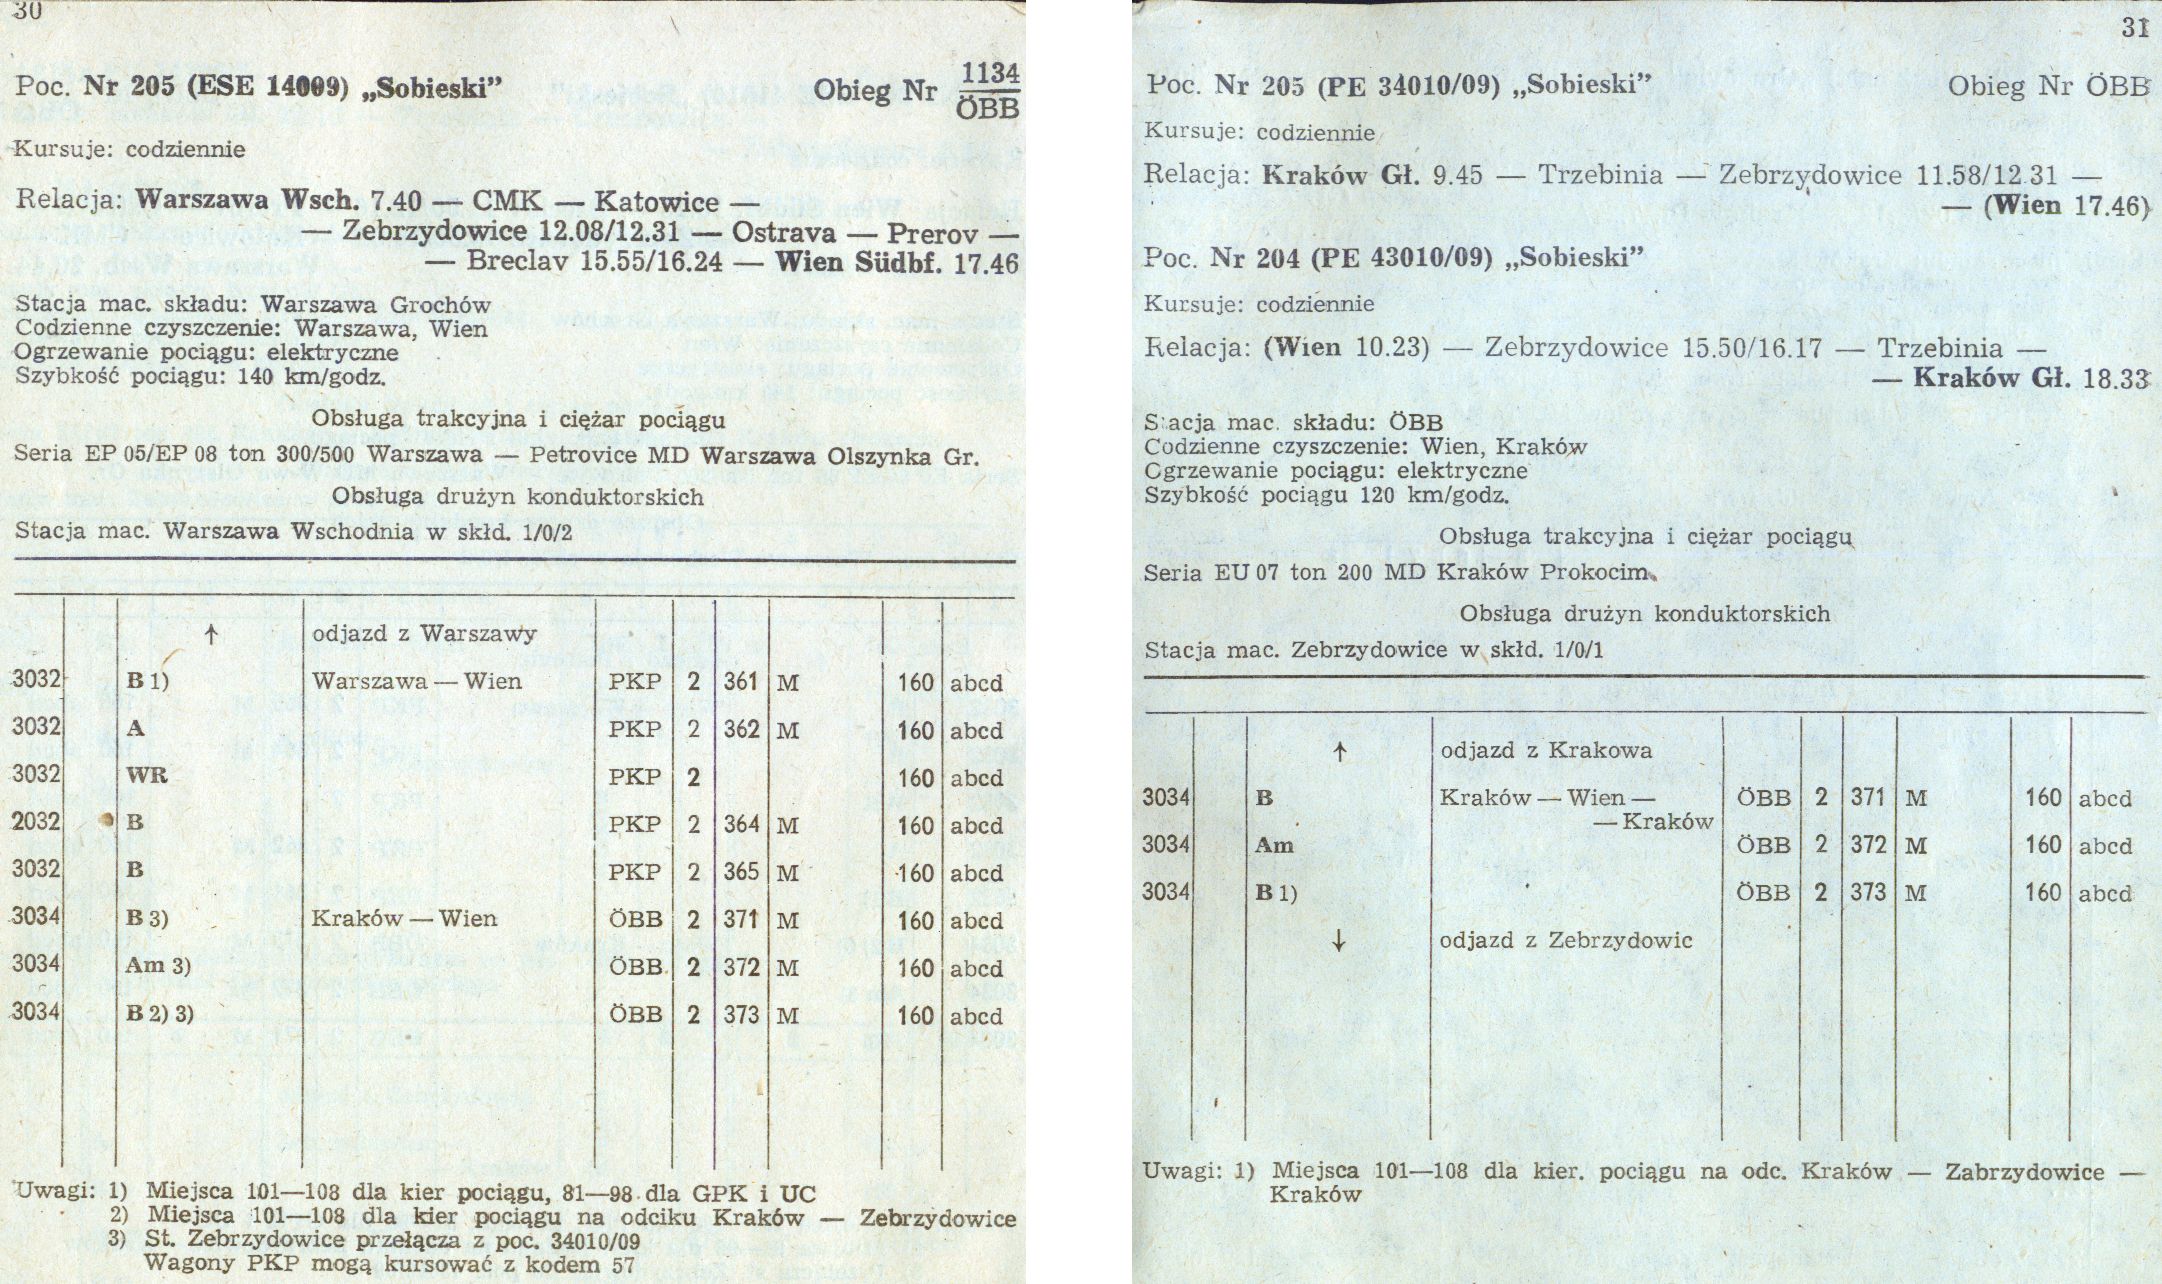 30
Poc. Nr 205 (ESE 14009) „Sobieski” Obieg Nr 1134/ÖBB
Kursuje: codziennie
Relacja: Warszawa Wsch. 7.40 — CMK — Katowice —
— Zebrzydowice 12.08/12.31 — Ostrava — Prerov —
— Breclav 15.55/16.24 — Wien Südbf. 17.46
Stacja mac. składu: Warszawa Grochów
Codzienne czyszczenie: Warszawa, Wien
Ogrzewanie pociągu: elektryczne
Szybkość pociągu: 140 km/godz.
Obsługa trakcyjna i ciężar pociągu
Seria EP 05/EP 08 ton 300/500 Warszawa — Petrovice MD Warszawa Olszynka Gr.
Obsługa drużyn konduktorskich
Stacja mac. Warszawa Wschodnia w skłd. 1/0/2
↑ odjazd z Warszawy
3032 B 1) Warszawa — Wien PKP 2 361 M 160 abcd
3032 A PKP 2 362 M 160 abcd
3032 WR PKP 2 160 abcd
2032 B PKP 2 364 M 160 abcd
3032 B PKP 2 365 M 160 abcd
3034 B 3) Kraków — Wien ÖBB 2 371 M 160 abcd
3034 Am 3) ÖBB 2 372 M 160 abcd
3034 B 2) 3) ÖBB 2 373 M 160 abcd
Uwagi: 1) Miejsca 101—108 dla kier pociągu, 81—98 dla GPK i UC
2) Miejsca 101—108 dla kier pociągu na odciku Kraków — Zebrzydowice
3) St. Zebrzydowice przełącza z poc. 34010/09
Wagony PKP mogą kursować z kodem 57
31
Poc. Nr 205 (PE 34010/09) „Sobieski” Obieg Nr ÖBB
Kursuje: codziennie
Relacja: Kraków Gł. 9.45 — Trzebinia — Zebrzydowice 11.58/12.31 —
— (Wien 17.46)
Poc. Nr 204 (PE 43010/09) „Sobieski”
Kursuje: codziennie
Relacja: (Wien 10.23) — Zebrzydowice 15.50/16.17 — Trzebinia —
— Kraków Gł. 18.33
Stacja mac. składu: ÖBB
Codzienne czyszczenie: Wien, Kraków
Ogrzewanie pociągu: elektryczne
Szybkość pociągu 120 km/godz.
Obsługa trakcyjna i ciężar pociągu
Seria EU 07 ton 200 MD Kraków Prokocim.
Obsługa drużyn konduktorskich
Stacja mac. Zebrzydowice w skłd. 1/0/1
↑ odjazd z Krakowa
3034 B Kraków — Wien — ÖBB 2 371 M 160 abcd
— Kraków
3034 Am ÖBB 2 372 M 160 abcd
3034 B 1) ÖBB 2 373 M 160 abcd
↓ odjazd z Zebrzydowic
Uwagi: 1) Miejsca 101—108 dla kier. pociągu na odc. Kraków — Zabrzydowice —
Kraków